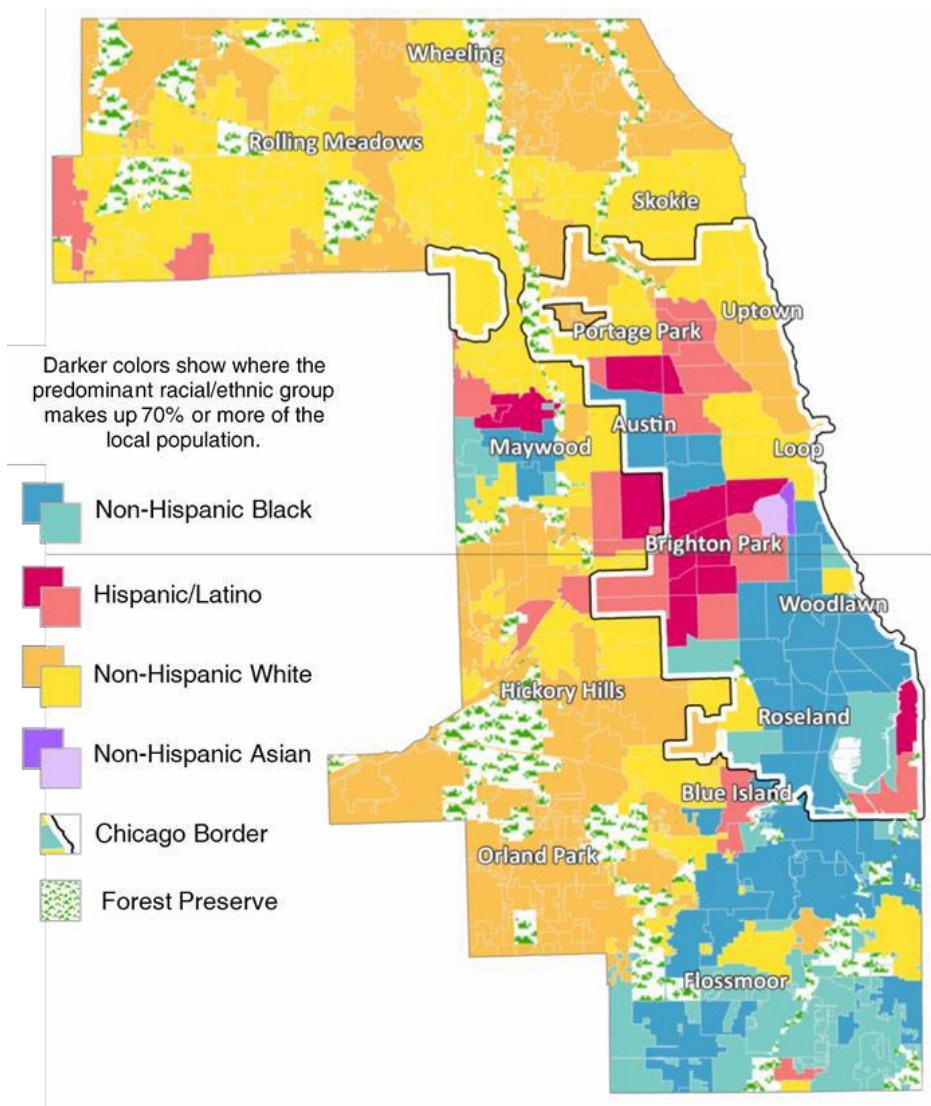 Wheeling
Rolling Meadows
Skokie
Uptown
Portage Park
Darker colors show where the
predominant racial/ethnic group
makes up 70% or more of the
local population.
Austin
Maywood
Loop
Non-Hispanic Black
Brighton Park
Hispanic/Latino
Woodlawn
Non-Hispanic White
Hickory Hills
Roseland
Non-Hispanic Asian
Blue Island
Chicago Border
Orland Park
Forest Preserve
Flossmoor